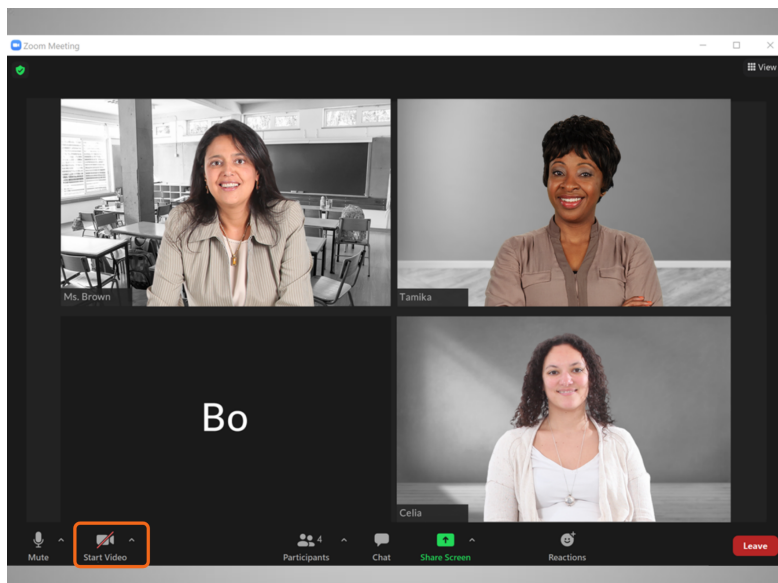 Zoom Meeting
View
Ms. Brown
Tamika
Bo
Celia
Mute
Start Video
4
Participants
Chat
Share Screen
Reactions
Leave